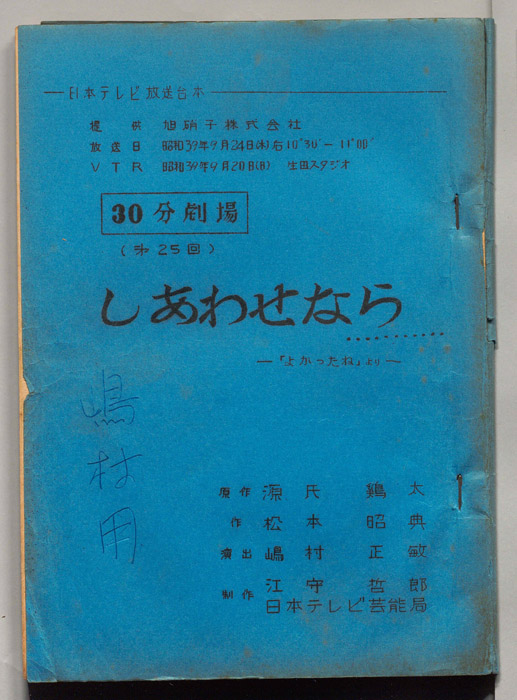 日本テレビ放送台本
提供 旭硝子株式会社
放送日 昭和39年9月24日(木)后10°30'―11°00'
VTR 昭和39年9月20日(日) 生田スタジオ
30分劇場
(才25回)
しあわせなら…………
―「よかったね」より―
嶋村用
原作 源氏鶏太
作 松本昭典
演出 嶋村正敏
制作 江守哲郎
日本テレビ芸能局